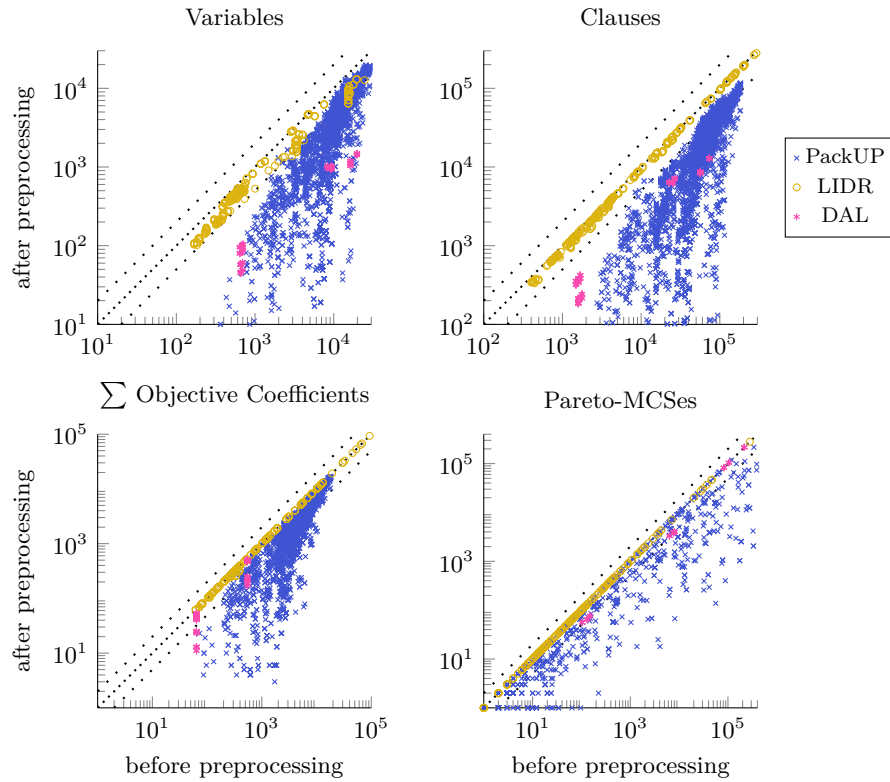 Variables
Clauses
after preprocessing
10^4
10^3
10^2
10^1
10^1 10^2 10^3 10^4
10^5
10^4
10^3
10^2
10^2 10^3 10^4 10^5
PackUP
LIDR
DAL
∑ Objective Coefficients
Pareto-MCSes
after preprocessing
10^5
10^3
10^1
10^1 10^3 10^5
before preprocessing
10^5
10^3
10^1
10^1 10^3 10^5
before preprocessing